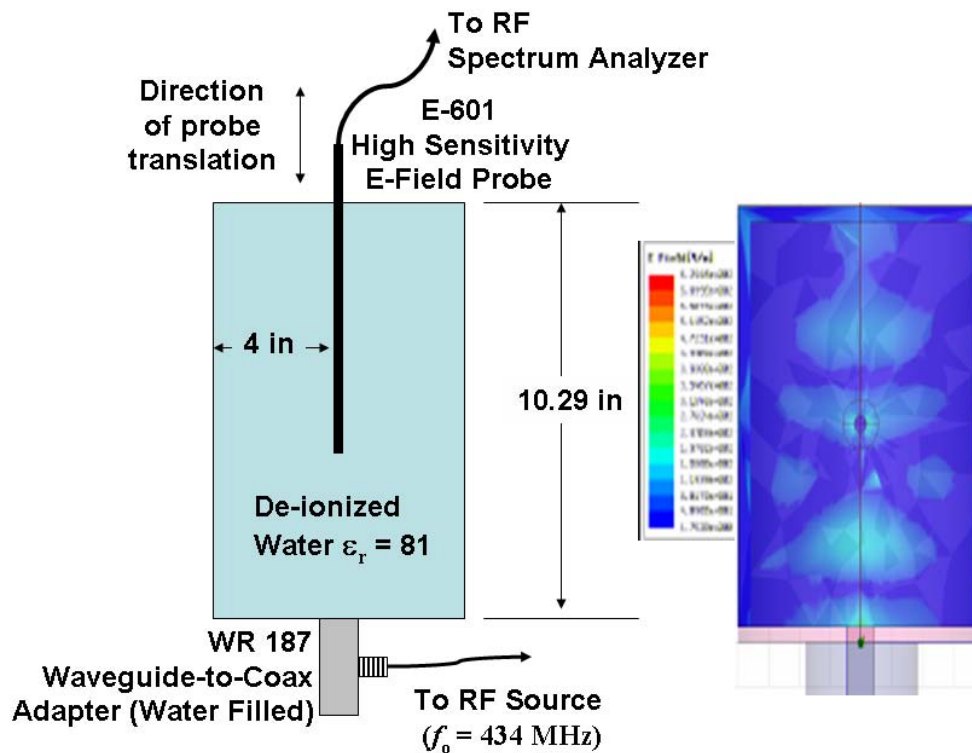 To RF
Spectrum Analyzer
Direction
of probe
translation
E-601
High Sensitivity
E-Field Probe
4 in
10.29 in
De-ionized
Water εr = 81
WR 187
Waveguide-to-Coax
Adapter (Water Filled)
To RF Source
(fo = 434 MHz)